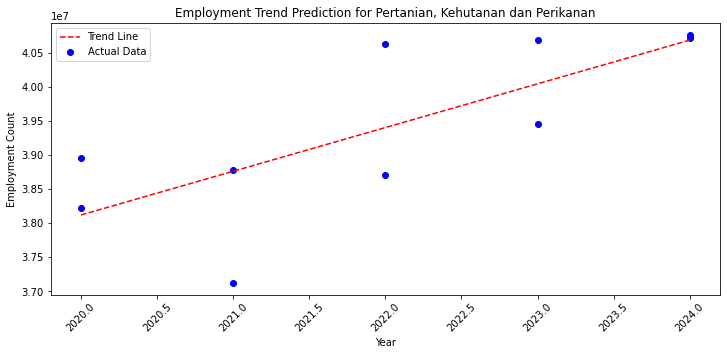 Employment Trend Prediction for Pertanian, Kehutanan dan Perikanan
1e7
Trend Line
Actual Data
4.05
4.00
3.95
3.90
3.85
3.80
3.75
3.70
Employment Count
2020.0
2020.5
2021.0
2021.5
2022.0
2022.5
2023.0
2023.5
2024.0
Year